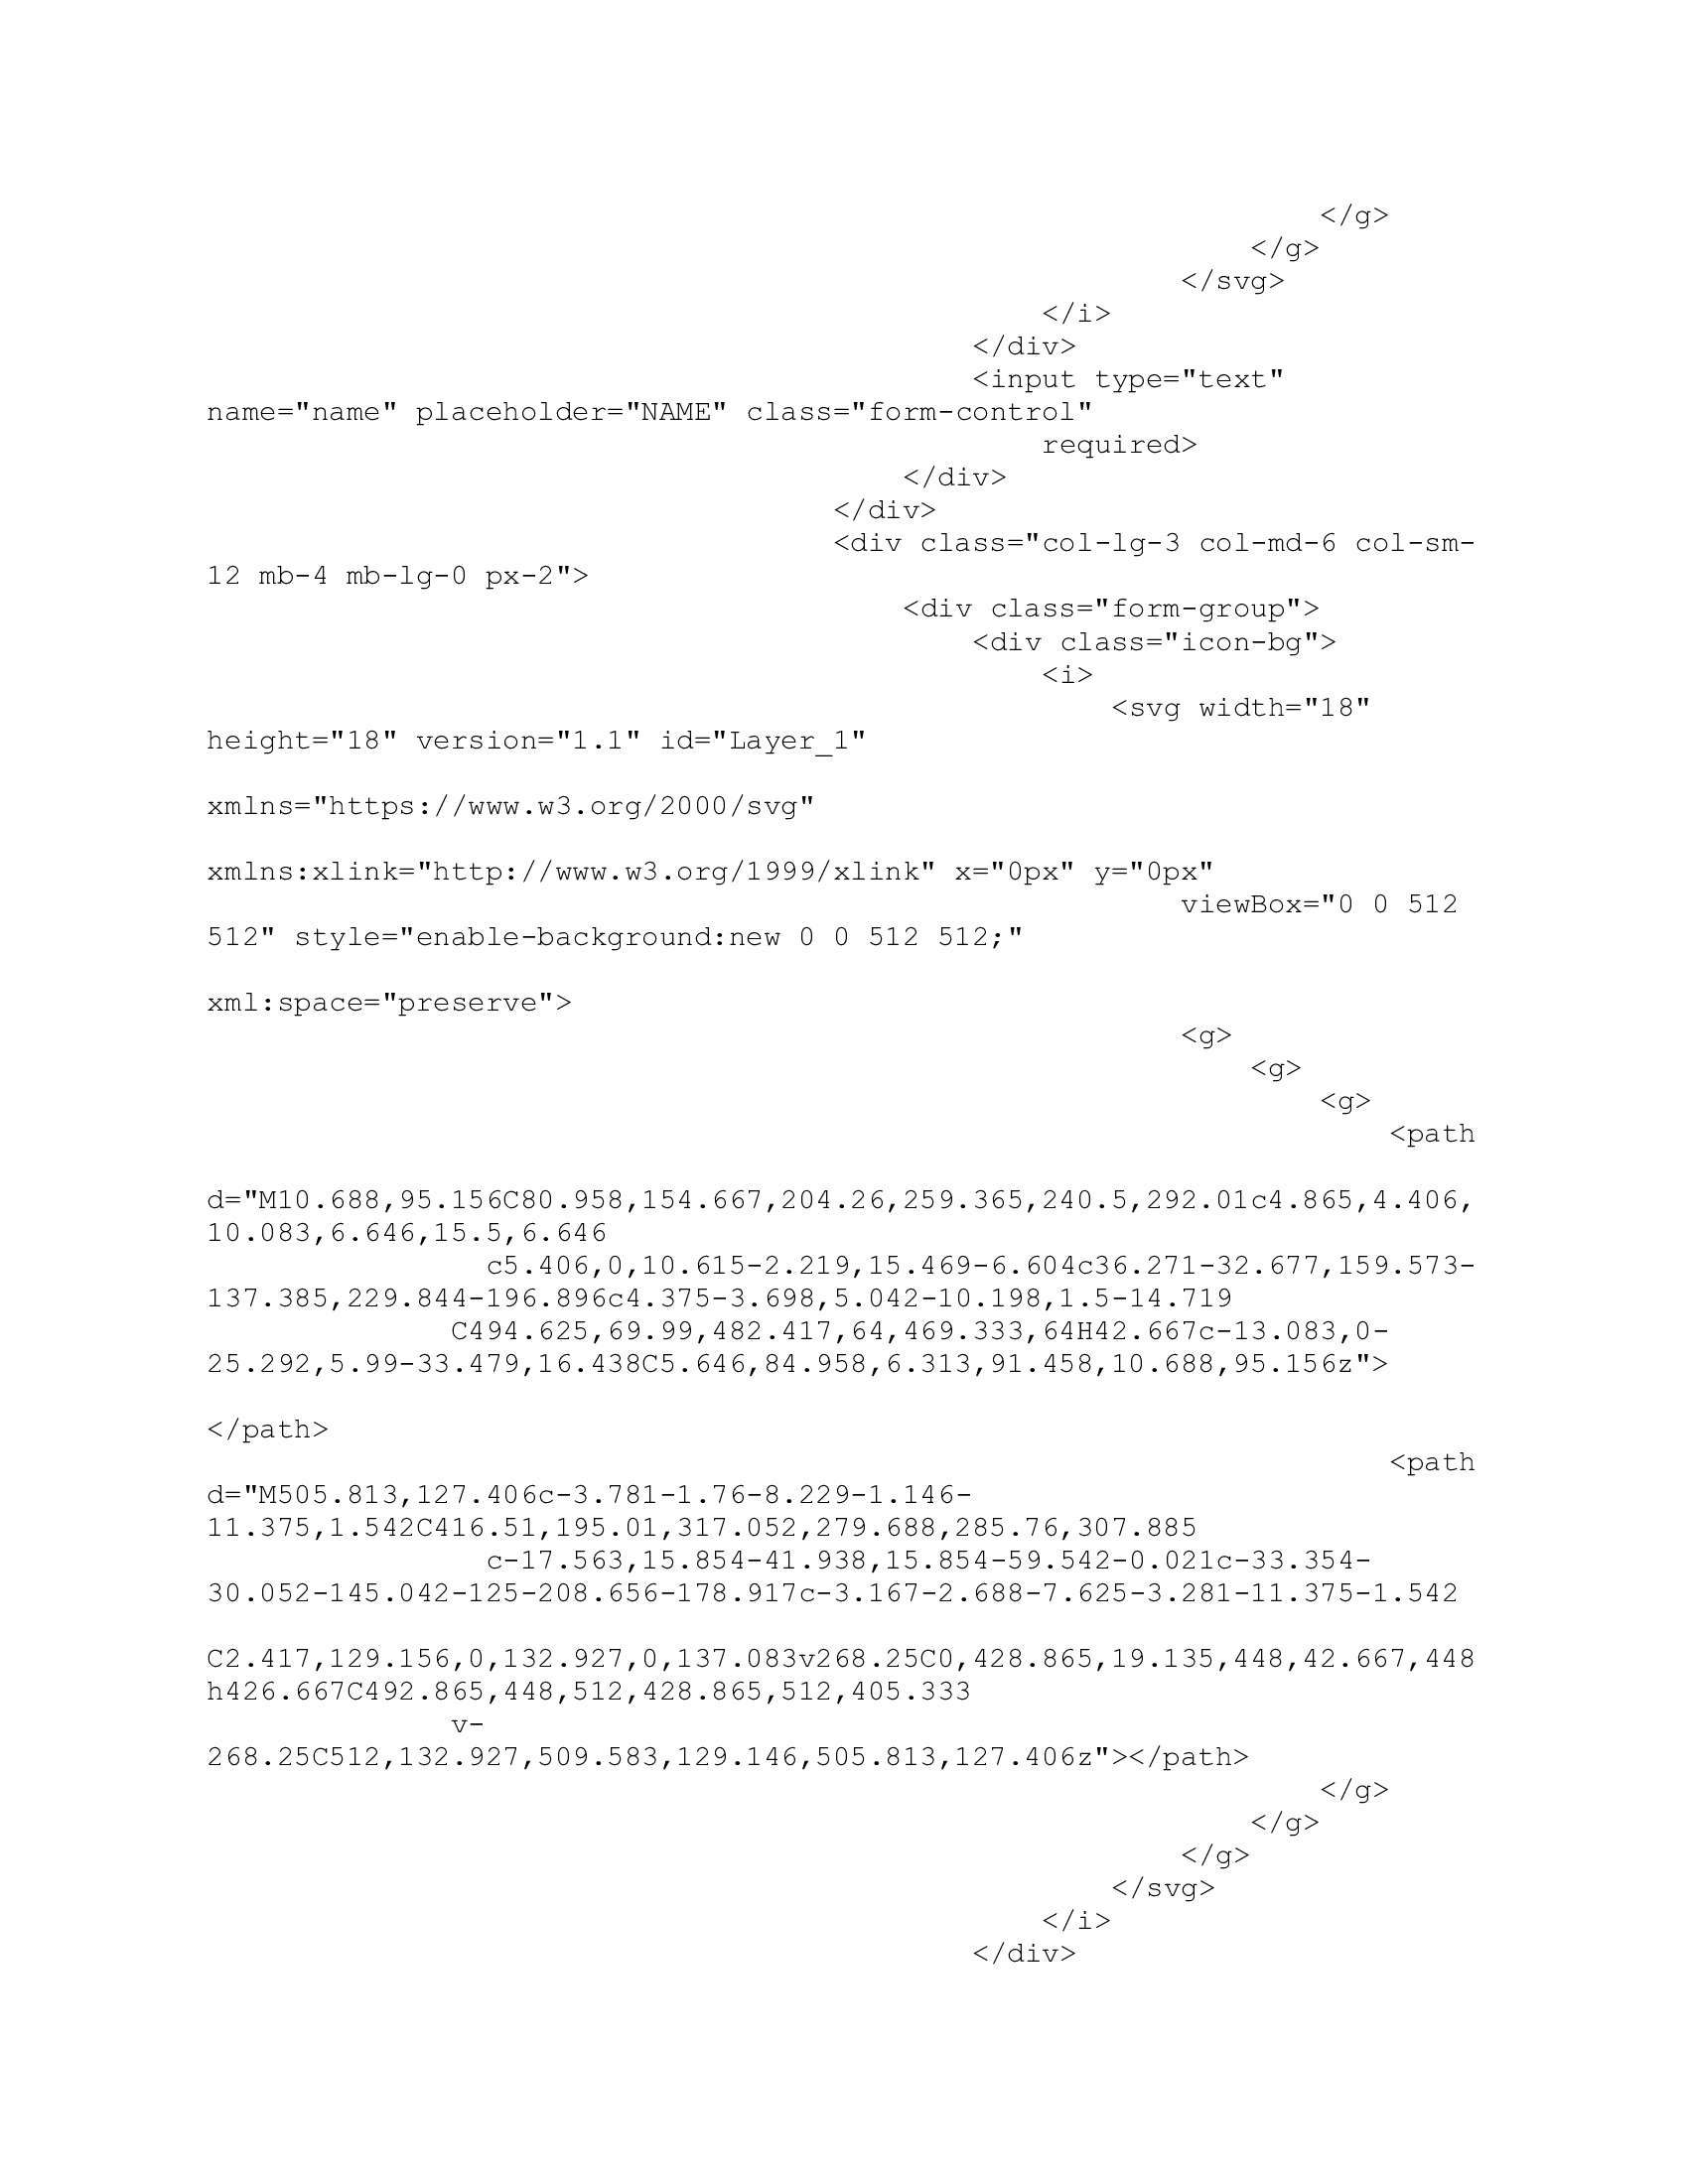 </g>
</g>
</svg>
</i>
</div>
<input type="text"
name="name" placeholder="NAME" class="form-control"
required>
</div>
</div>
<div class="col-lg-3 col-md-6 col-sm-
12 mb-4 mb-lg-0 px-2">
<div class="form-group">
<div class="icon-bg">
<i>
<svg width="18"
height="18" version="1.1" id="Layer_1"
xmlns="https://www.w3.org/2000/svg"
xmlns:xlink="http://www.w3.org/1999/xlink" x="0px" y="0px"
viewBox="0 0 512
512" style="enable-background:new 0 0 512 512;"
xml:space="preserve">
<g>
<g>
<g>
<path
d="M10.688,95.156C80.958,154.667,204.26,259.365,240.5,292.01c4.865,4.406,
10.083,6.646,15.5,6.646
c5.406,0,10.615-2.219,15.469-6.604c36.271-32.677,159.573-
137.385,229.844-196.896c4.375-3.698,5.042-10.198,1.5-14.719
C494.625,69.99,482.417,64,469.333,64H42.667c-13.083,0-
25.292,5.99-33.479,16.438C5.646,84.958,6.313,91.458,10.688,95.156z">
</path>
<path
d="M505.813,127.406c-3.781-1.76-8.229-1.146-
11.375,1.542C416.51,195.01,317.052,279.688,285.76,307.885
c-17.563,15.854-41.938,15.854-59.542-0.021c-33.354-
30.052-145.042-125-208.656-178.917c-3.167-2.688-7.625-3.281-11.375-1.542
C2.417,129.156,0,132.927,0,137.083v268.25C0,428.865,19.135,448,42.667,448
h426.667C492.865,448,512,428.865,512,405.333
v-
268.25C512,132.927,509.583,129.146,505.813,127.406z"></path>
</g>
</g>
</g>
</svg>
</i>
</div>